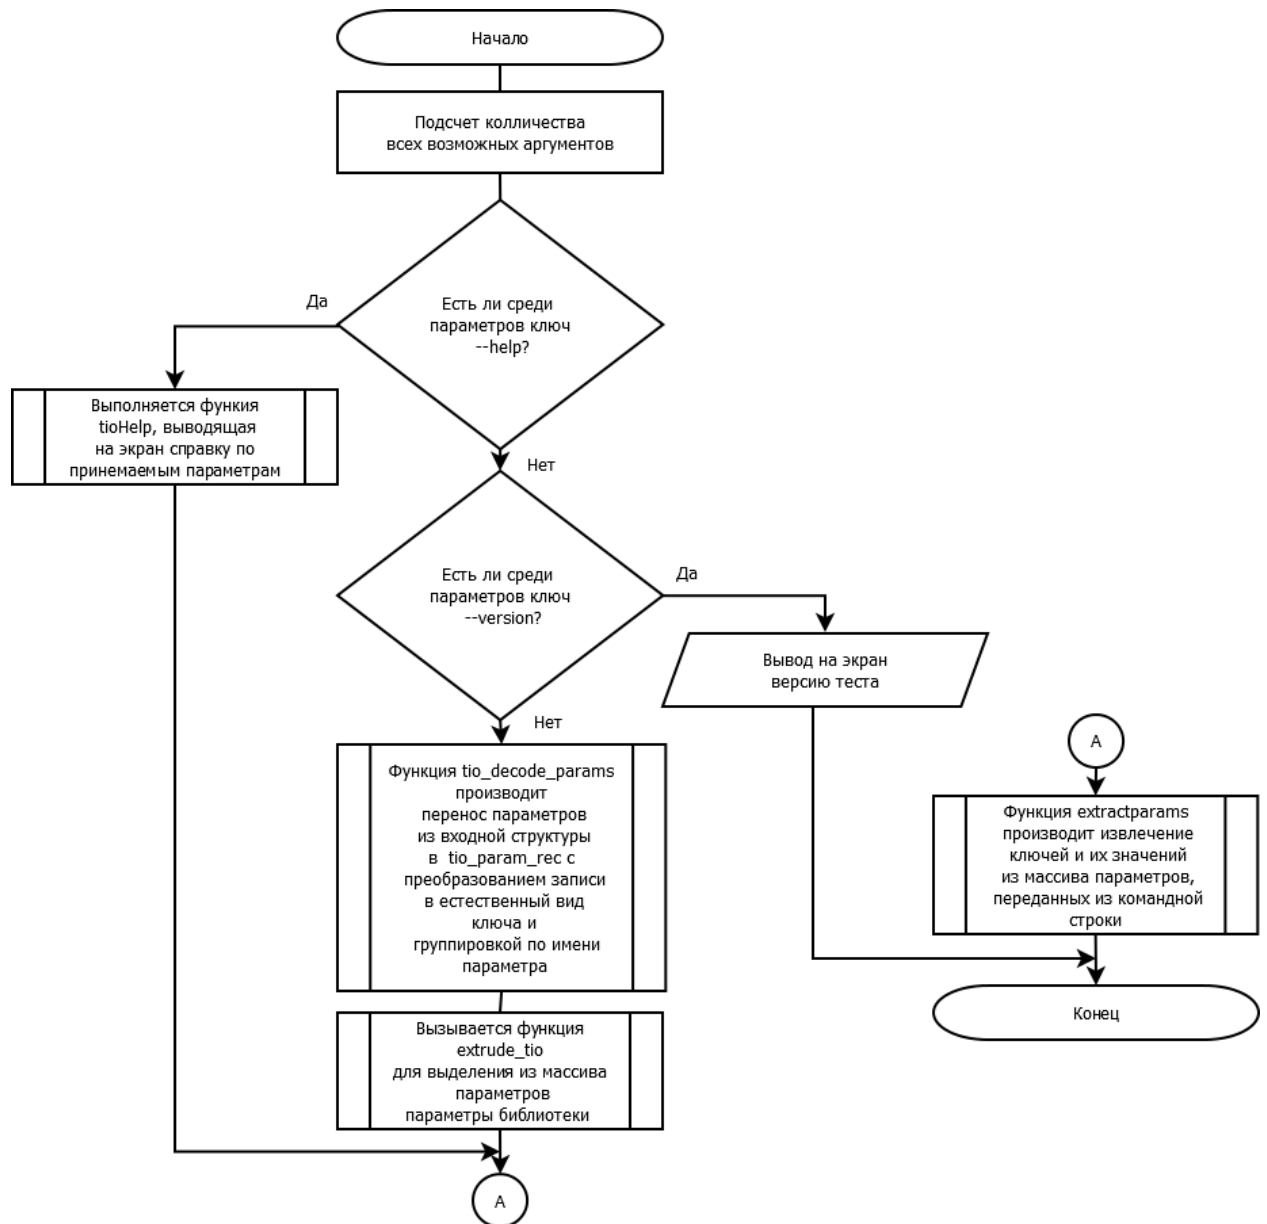 Начало
Подсчет колличества
всех возможных аргументов
Да
Есть ли среди
параметров ключ
--help?
Выполняется функия
tioHelp, выводящая
на экран справку по
принемаемым параметрам
Нет
Есть ли среди
параметров ключ
--version?
Да
Вывод на экран
версию теста
Нет
Функция tio_decode_params
производит
перенос параметров
из входной структуры
в tio_param_rec с
преобразованием записи
в естественный вид
ключа и
группировкой по имени
параметра
Вызывается функция
extrude_tio
для выделения из массива
параметров
параметры библиотеки
А
А
Функция extractparams
производит извлечение
ключей и их значений
из массива параметров,
переданных из командной
строки
Конец